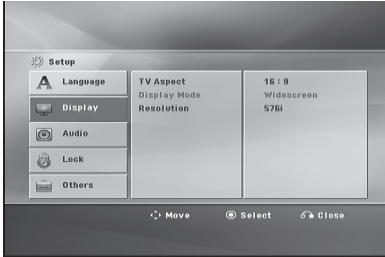 Setup
Language
Display
Audio
Lock
Others
TV Aspect 16 : 9
Display Mode Widescreen
Resolution 576i
Move Select Close